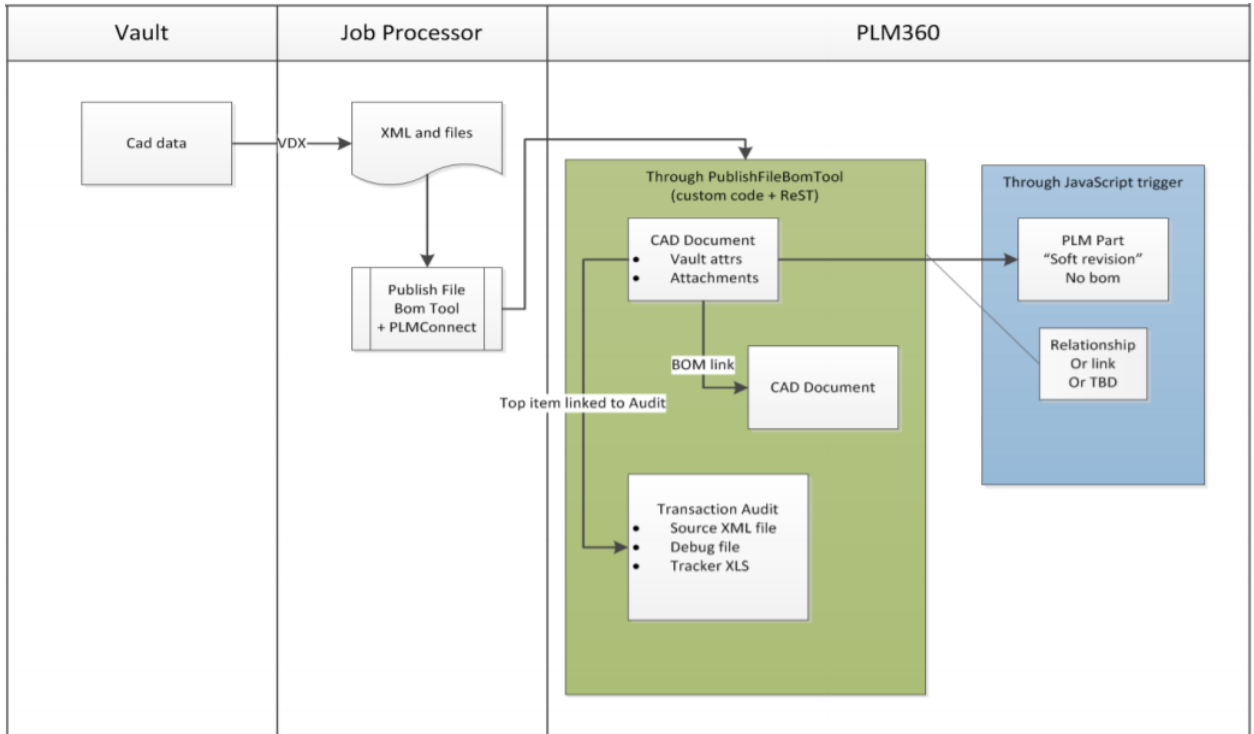 Vault
Job Processor
PLM360
Cad data
VDX
XML and files
Publish File
Bom Tool
+ PLMConnect
Through PublishFileBomTool
(custom code + ReST)
CAD Document
• Vault attrs
• Attachments
BOM link
CAD Document
Top item linked to Audit
Transaction Audit
• Source XML file
• Debug file
• Tracker XLS
Through JavaScript trigger
PLM Part
“Soft revision”
No bom
Relationship
Or link
Or TBD